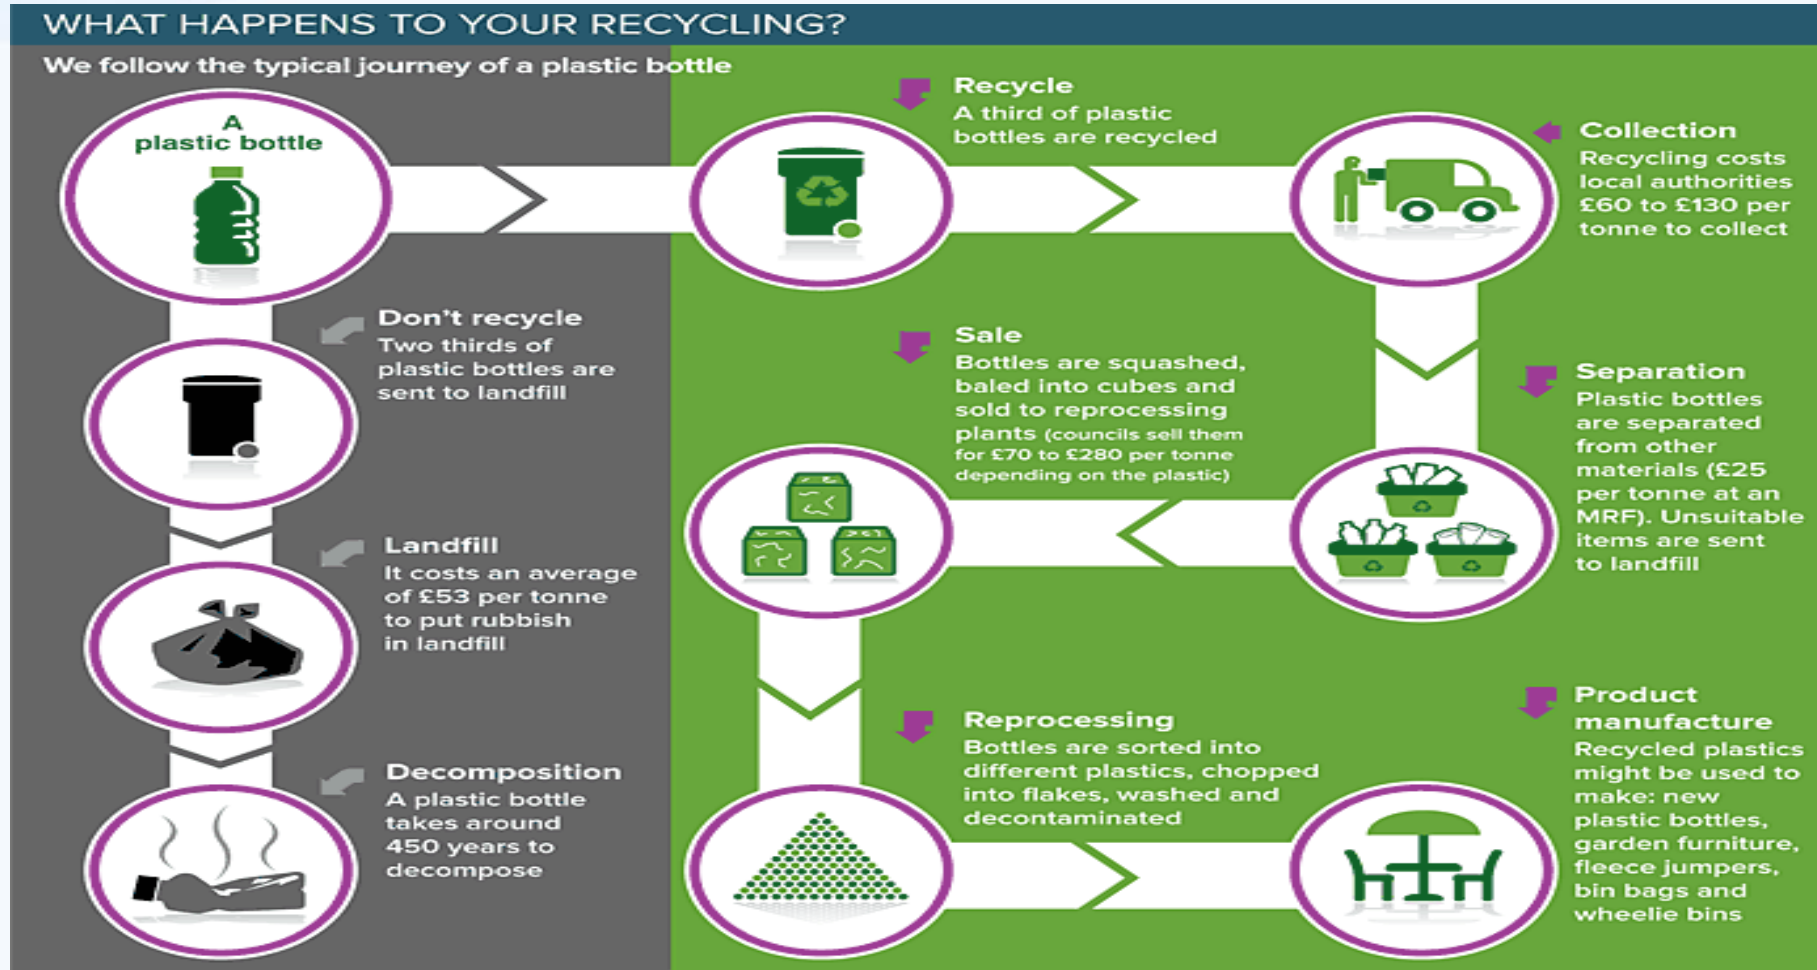 WHAT HAPPENS TO YOUR RECYCLING?
We follow the typical journey of a plastic bottle
A
plastic bottle
Don't recycle
Two thirds of
plastic bottles are
sent to landfill
Landfill
It costs an average
of £53 per tonne
to put rubbish
in landfill
Decomposition
A plastic bottle
takes around
450 years to
decompose
Recycle
A third of plastic
bottles are recycled
Collection
Recycling costs
local authorities
£60 to £130 per
tonne to collect
Separation
Plastic bottles
are separated
from other
materials (£25
per tonne at an
MRF). Unsuitable
items are sent
to landfill
Sale
Bottles are squashed,
baled into cubes and
sold to reprocessing
plants (councils sell them
for £70 to £280 per tonne
depending on the plastic)
Reprocessing
Bottles are sorted into
different plastics, chopped
into flakes, washed and
decontaminated
Product
manufacture
Recycled plastics
might be used to
make: new
plastic bottles,
garden furniture,
fleece jumpers,
bin bags and
wheelie bins